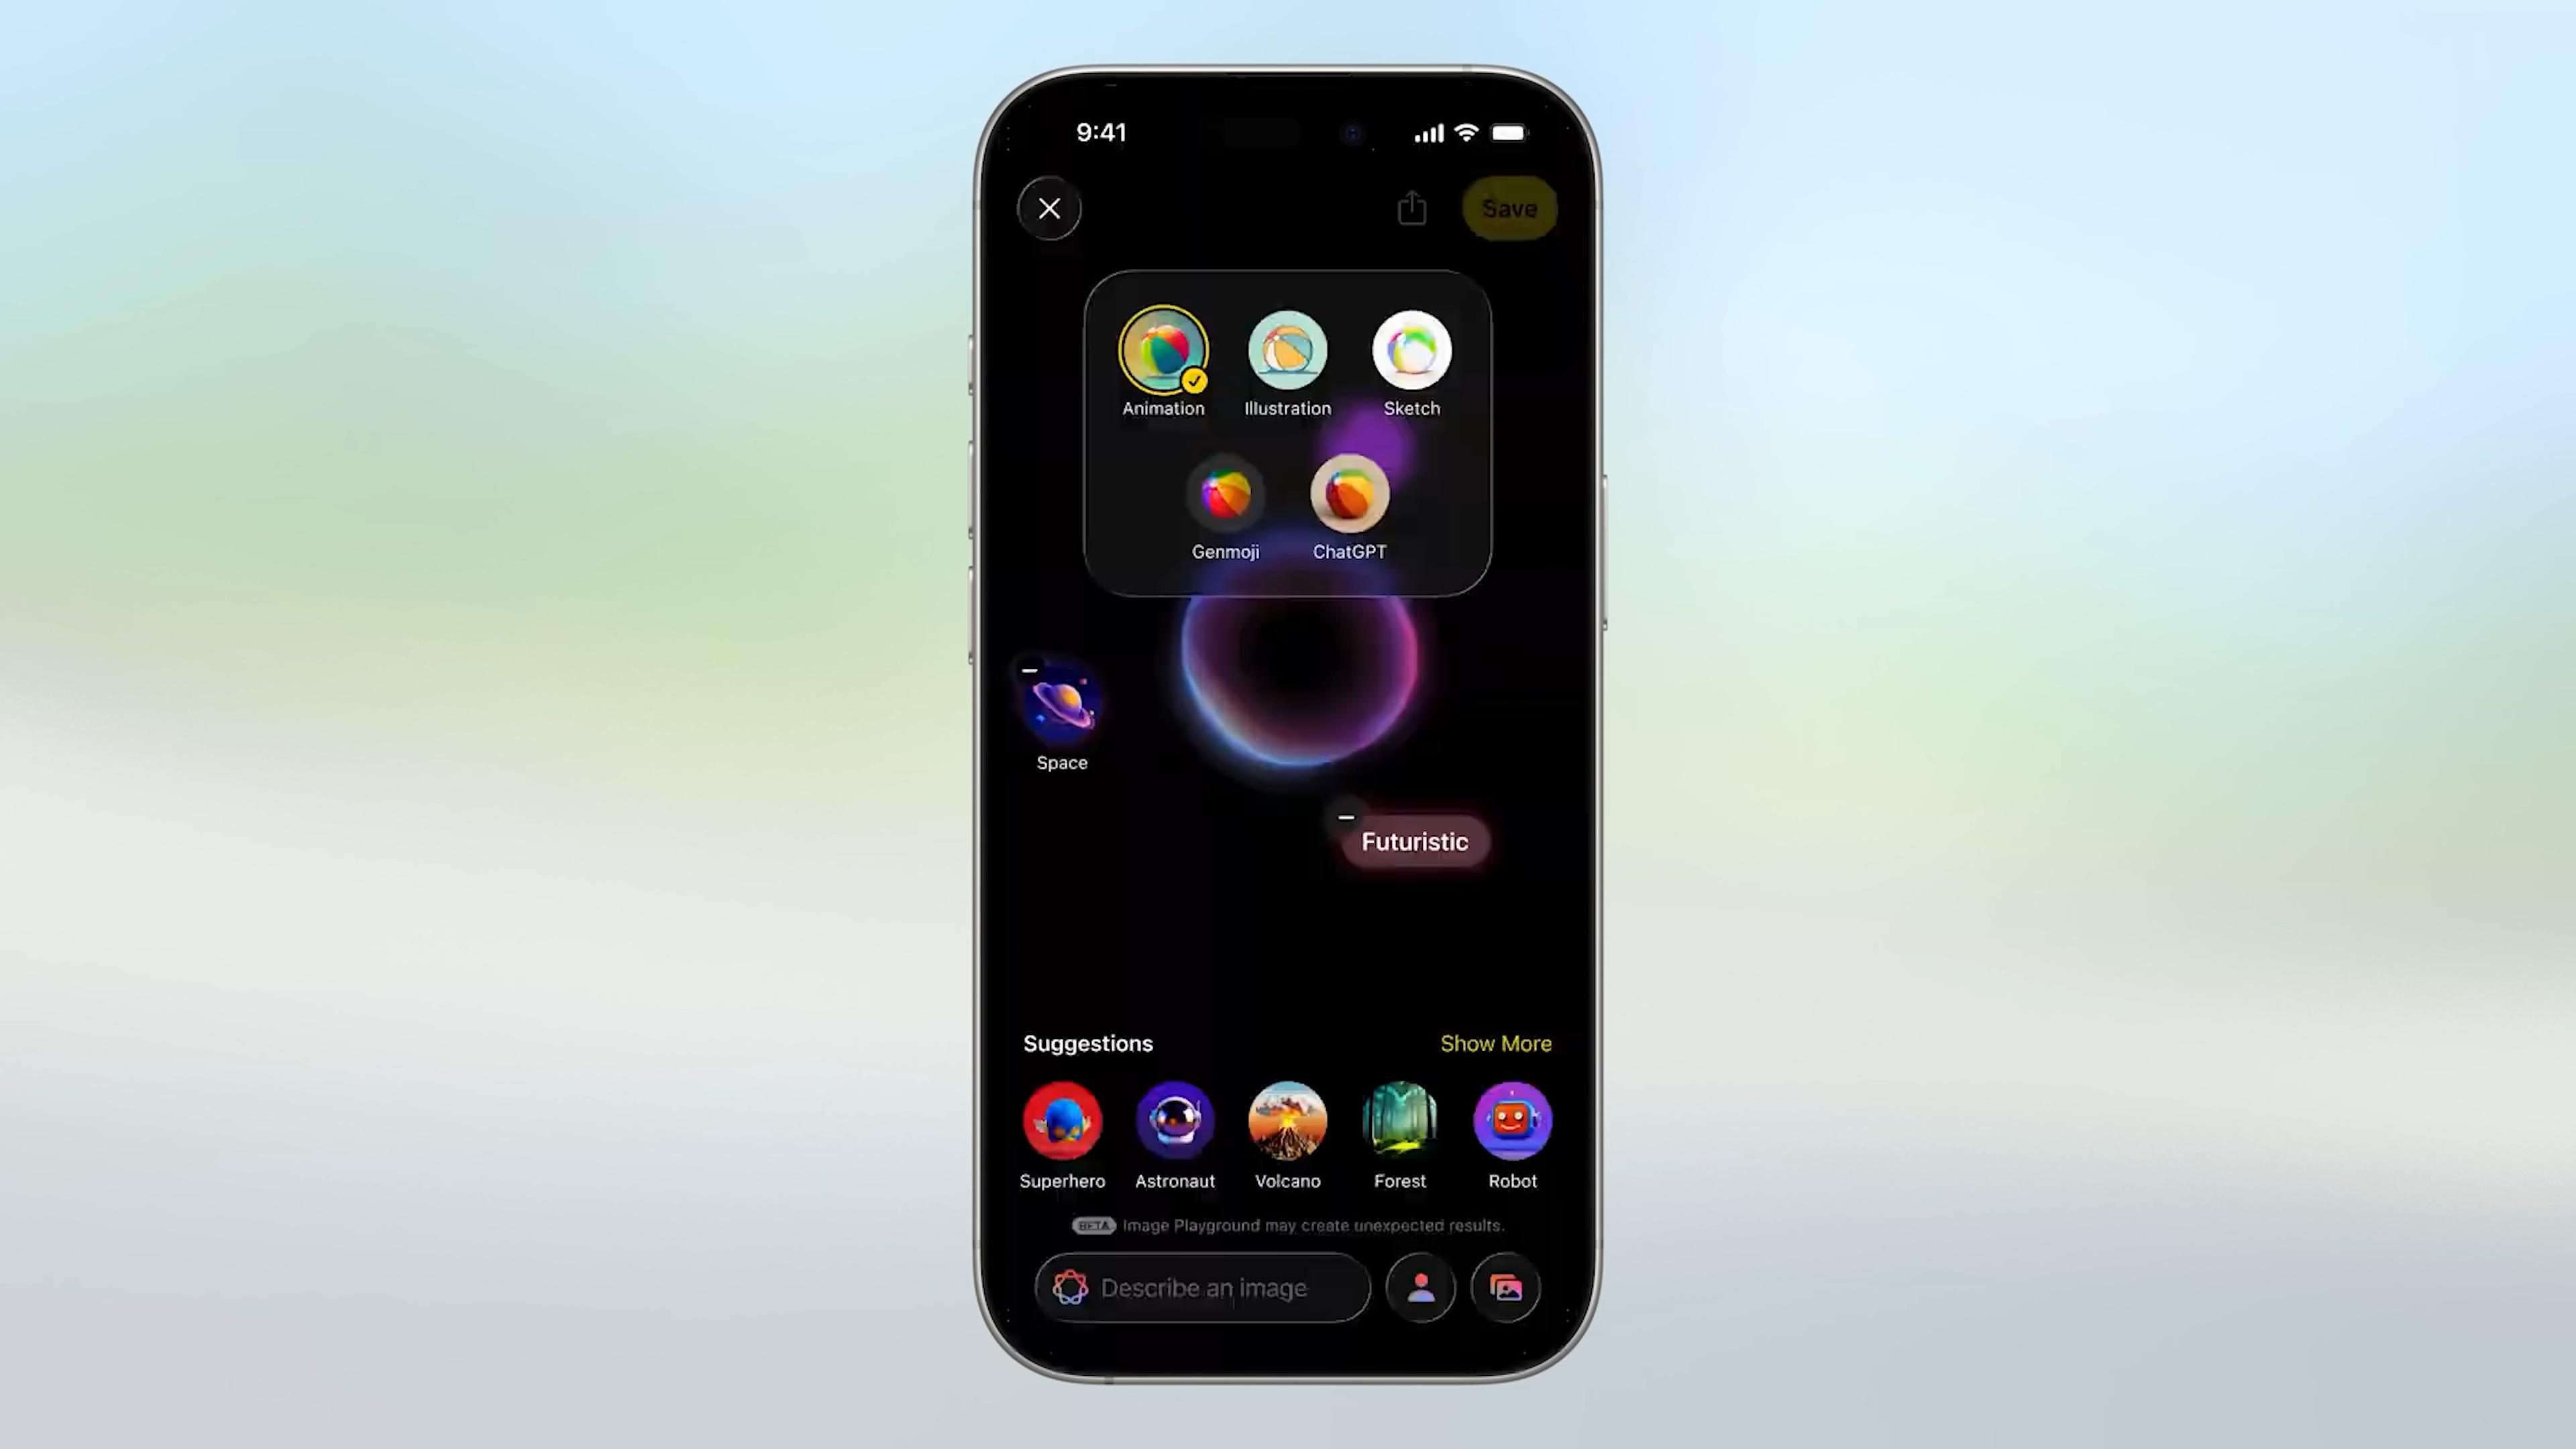 9:41
Save
Animation Illustration Sketch
Genmoji ChatGPT
Space
Futuristic
Suggestions Show More
Superhero Astronaut Volcano Forest Robot
BETA Image Playground may create unexpected results.
Describe an image